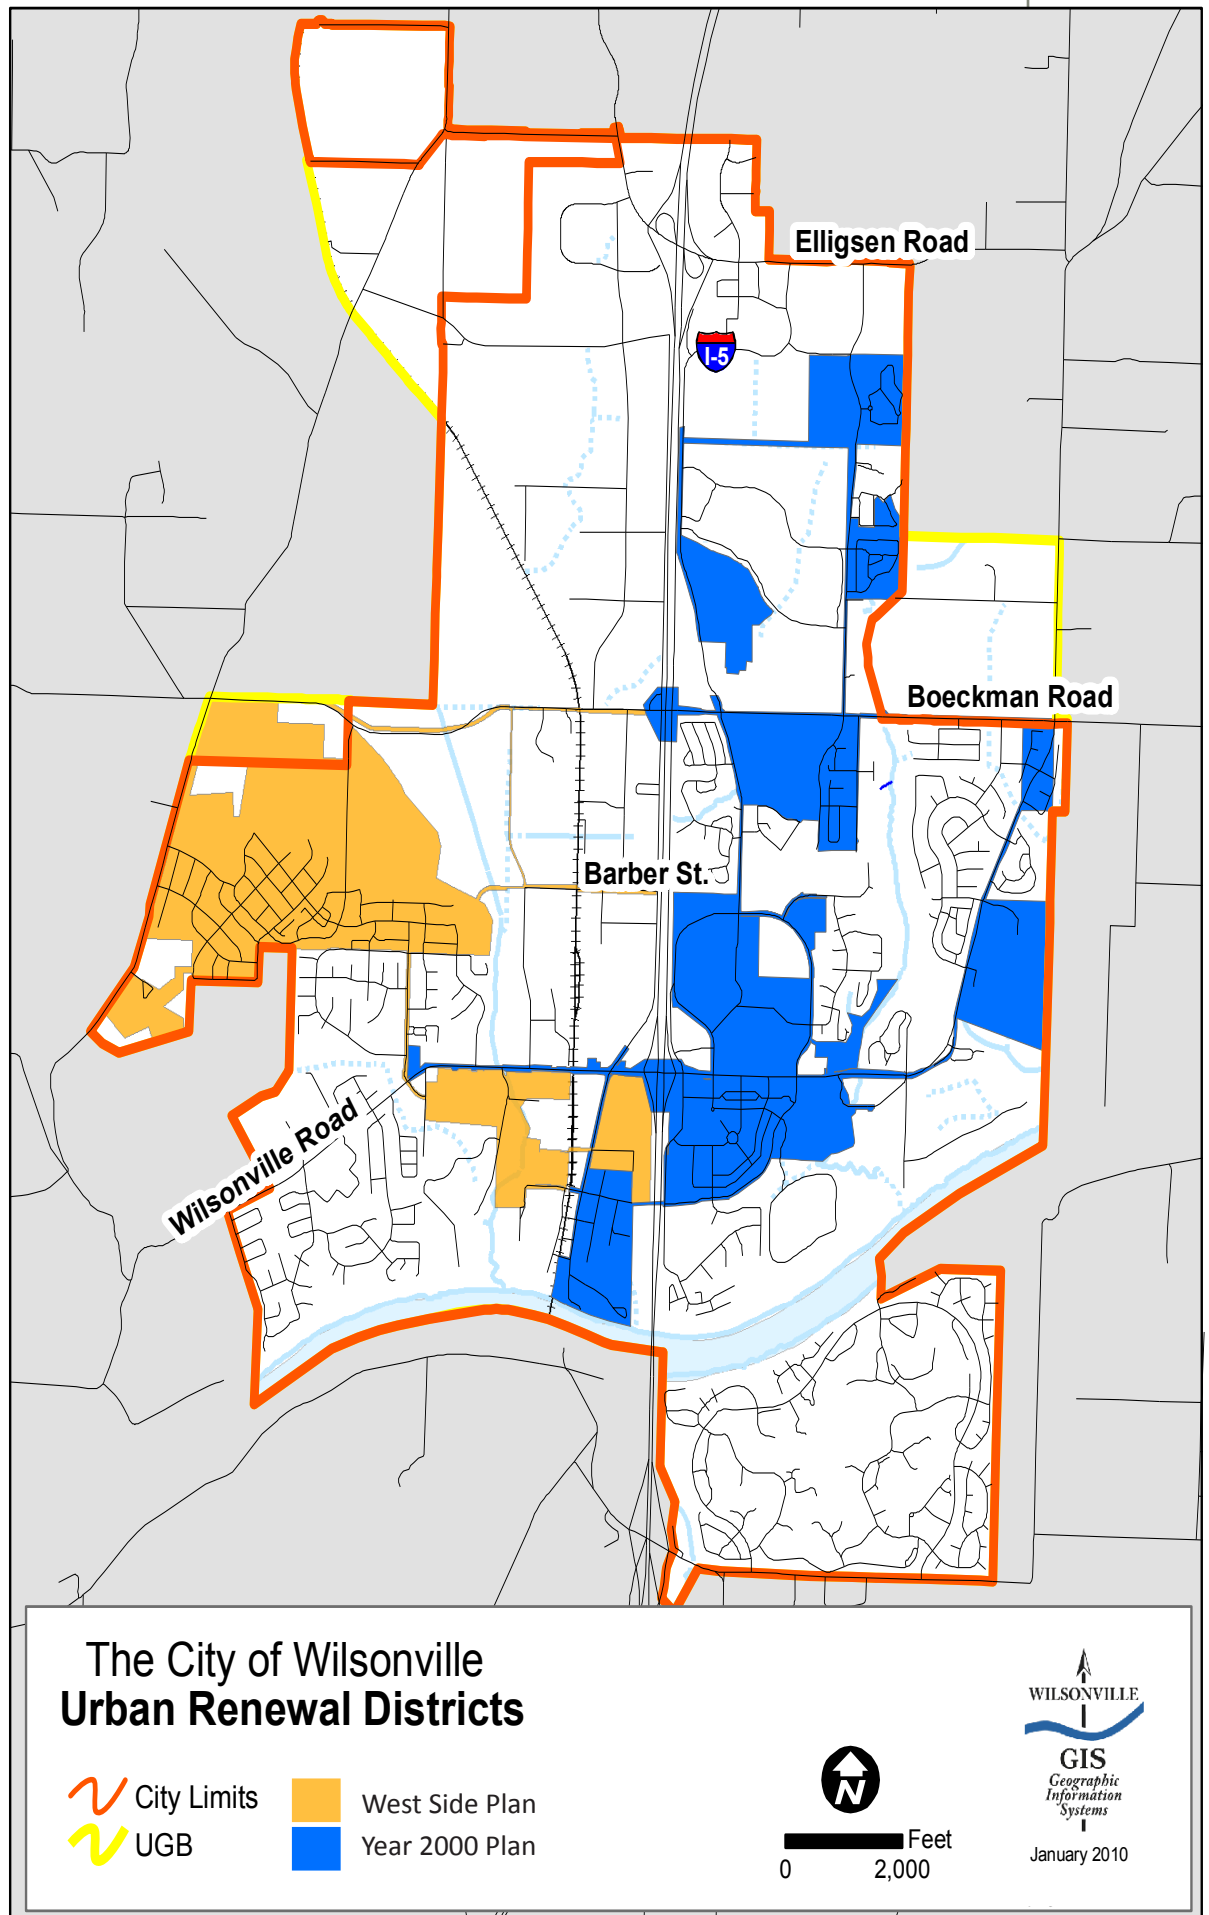 Elligsen Road
I-5
Boeckman Road
Barber St.
Wilsonville Road
The City of Wilsonville
Urban Renewal Districts
City Limits
UGB
West Side Plan
Year 2000 Plan
N
Feet
0 2,000
WILSONVILLE
GIS
Geographic
Information
Systems
January 2010